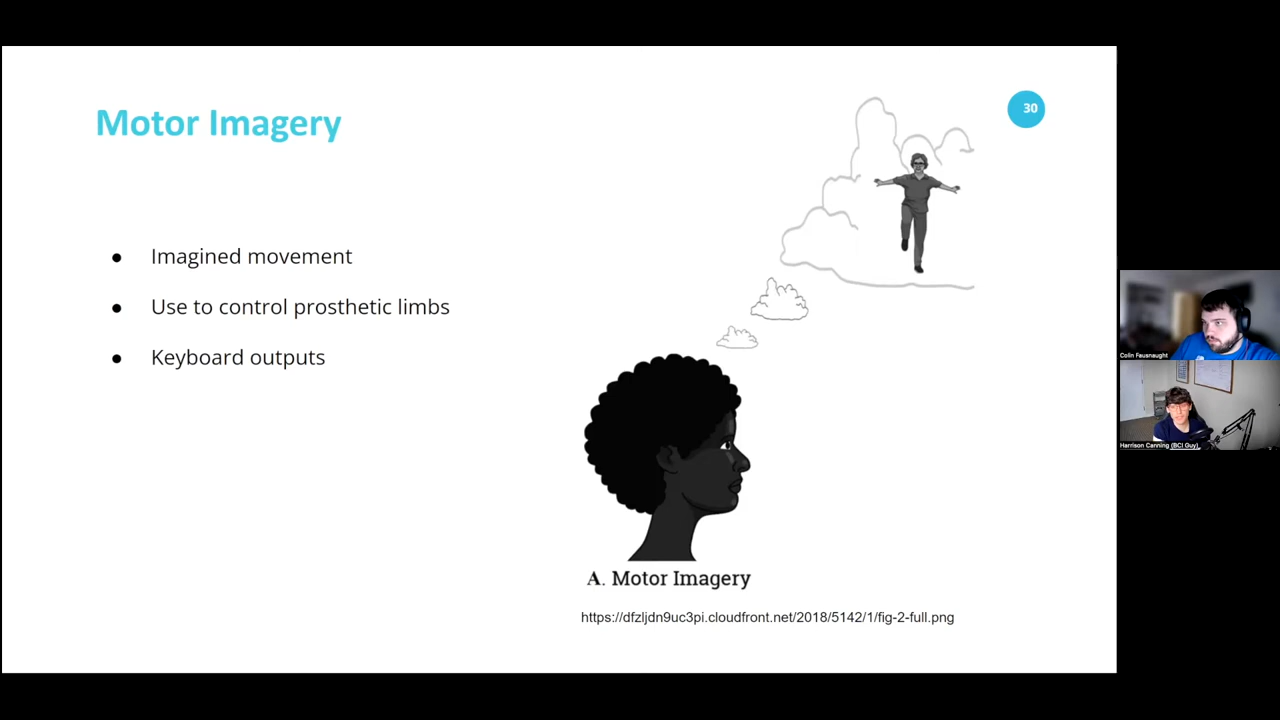 Motor Imagery
30
● Imagined movement
● Use to control prosthetic limbs
● Keyboard outputs
A. Motor Imagery
https://dfzljdn9uc3pi.cloudfront.net/2018/5142/1/fig-2-full.png
Colin Fausnaught
Harrison Canning (BCI Guy)